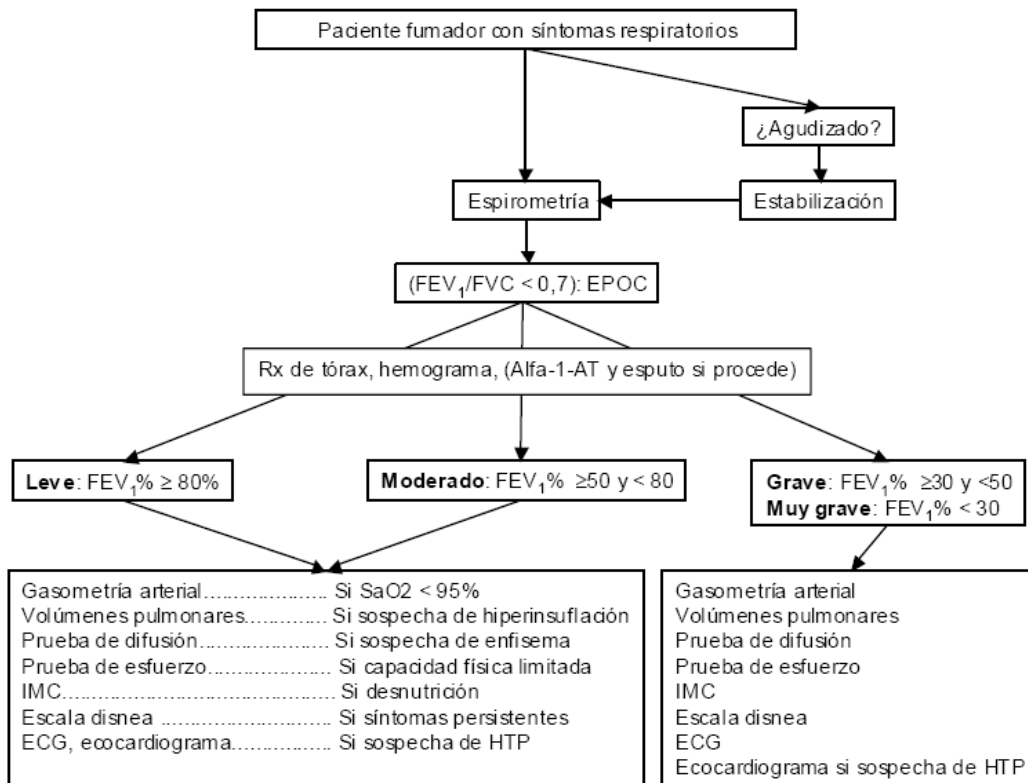 Paciente fumador con síntomas respiratorios
¿Agudizado?
Espirometría
Estabilización
(FEV₁/FVC < 0,7): EPOC
Rx de tórax, hemograma, (Alfa-1-AT y esputo si procede)
Leve: FEV₁% ≥ 80%
Moderado: FEV₁% ≥50 y < 80
Grave: FEV₁% ≥30 y <50
Muy grave: FEV₁% < 30
Gasometría arterial...................... Si SaO2 < 95%
Volúmenes pulmonares.............. Si sospecha de hiperinsuflación
Prueba de difusión...................... Si sospecha de enfisema
Prueba de esfuerzo..................... Si capacidad física limitada
IMC.............................................. Si desnutrición
Escala disnea ............................. Si síntomas persistentes
ECG, ecocardiograma................. Si sospecha de HTP
Gasometría arterial
Volúmenes pulmonares
Prueba de difusión
Prueba de esfuerzo
IMC
Escala disnea
ECG
Ecocardiograma si sospecha de HTP